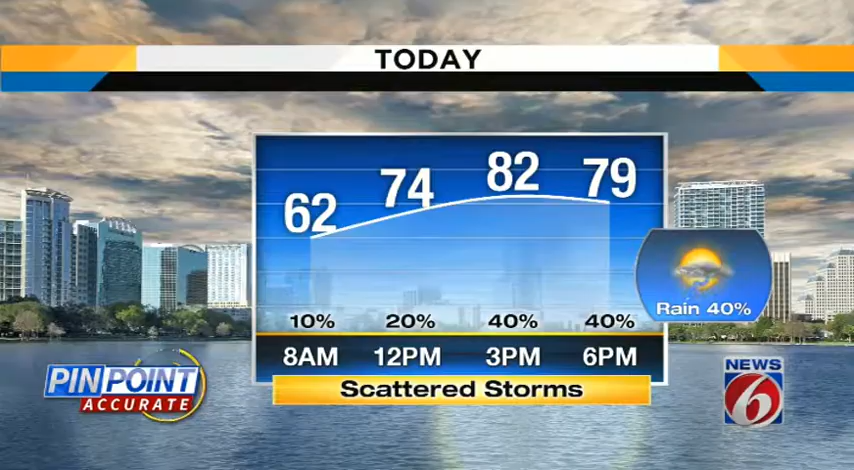 TODAY
62 74 82 79
10% 20% 40% 40%
8AM 12PM 3PM 6PM
Scattered Storms
Rain 40%
PINPOINT
ACCURATE
NEWS
6